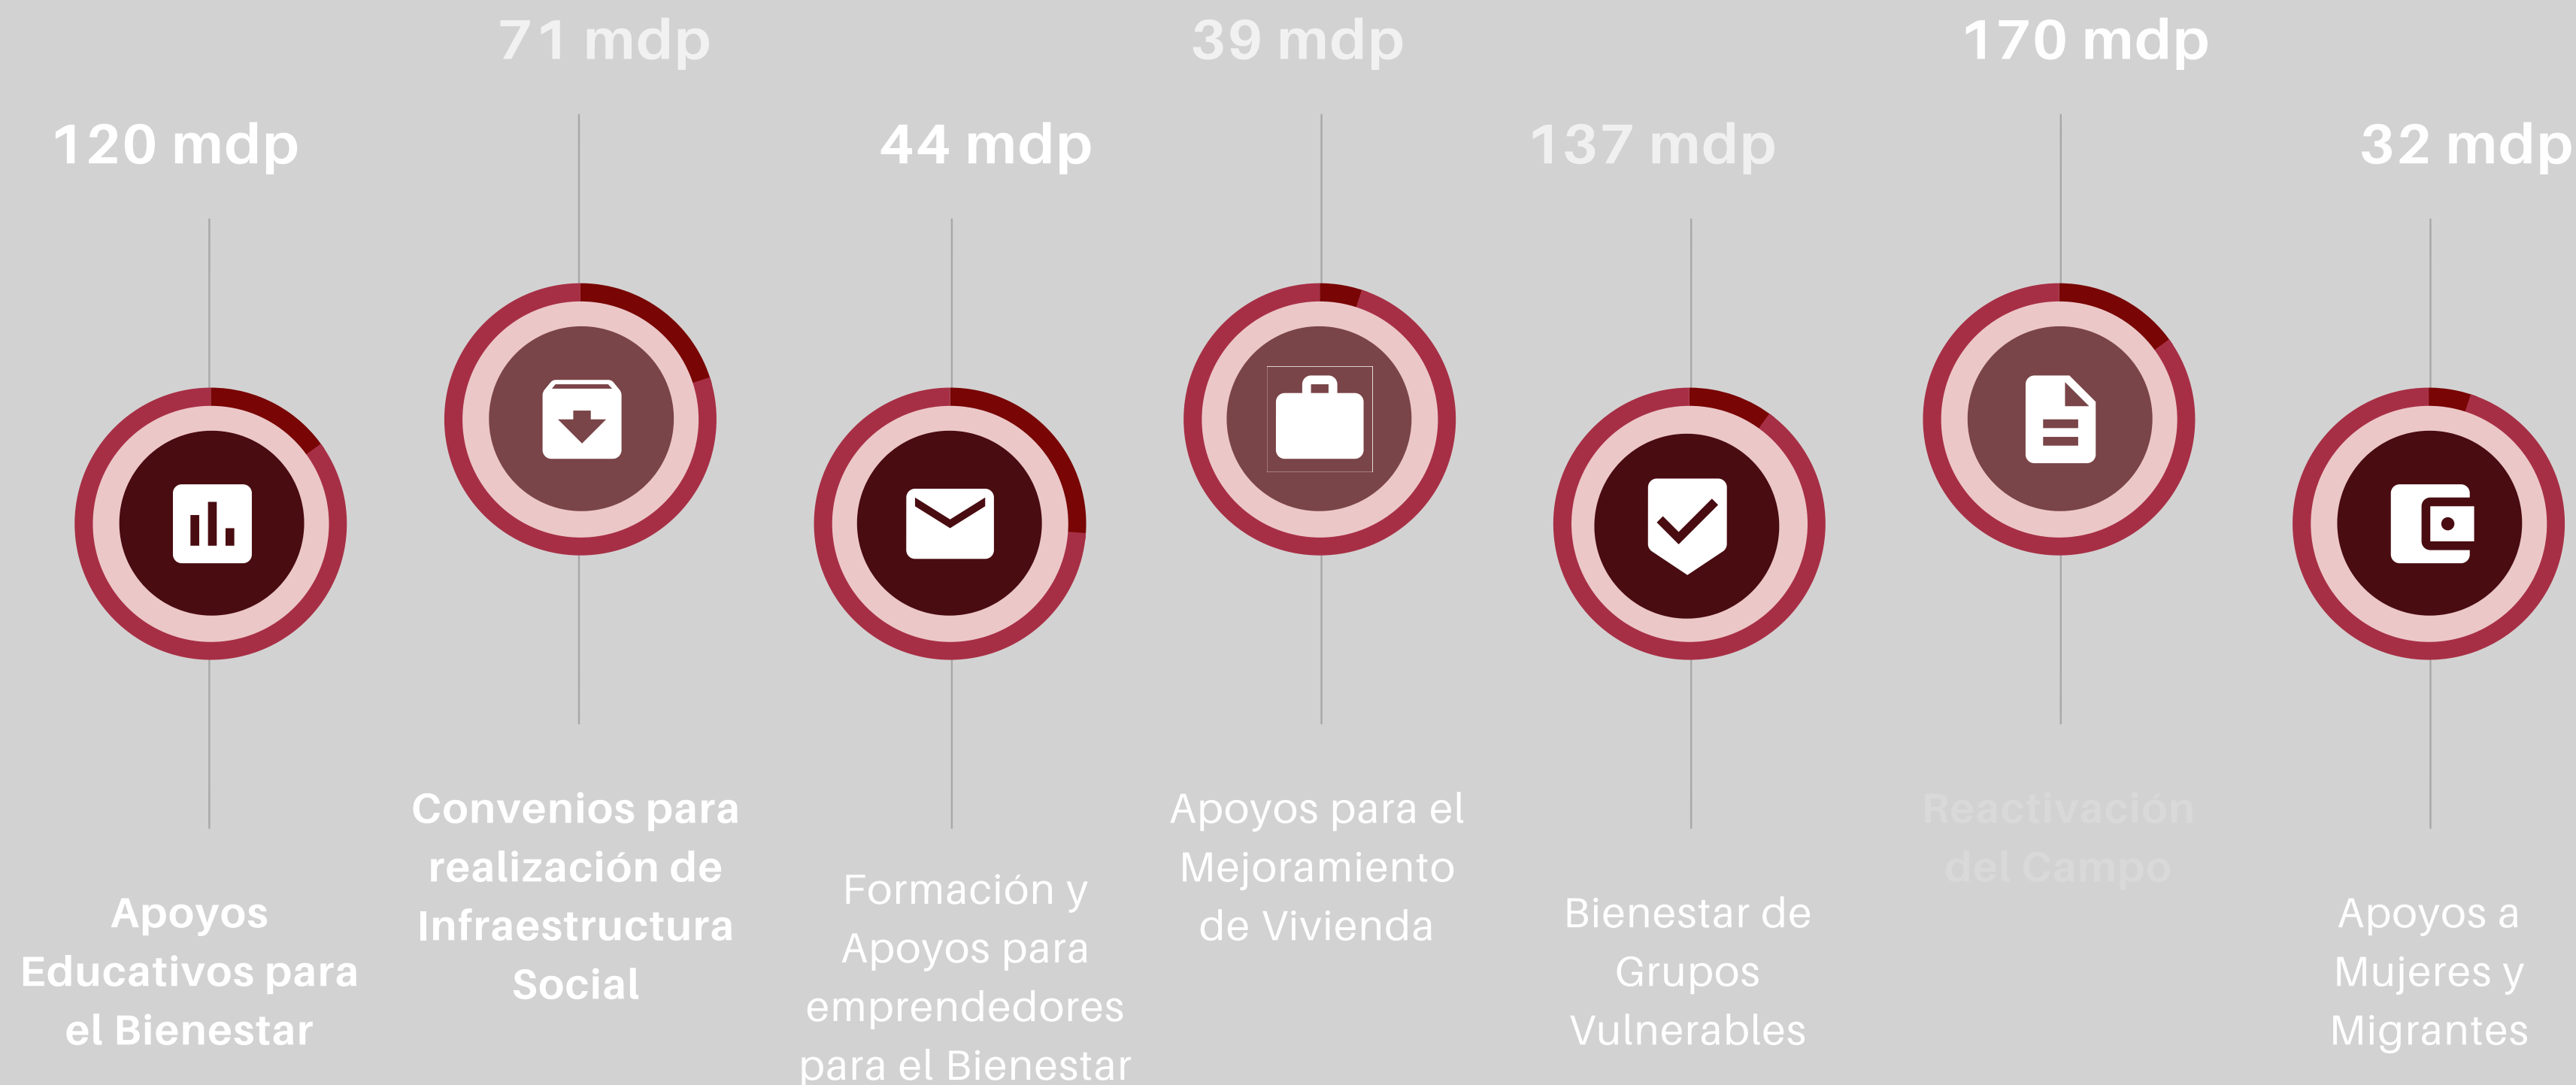 120 mdp
Apoyos
Educativos para
el Bienestar
71 mdp
Convenios para
realización de
Infraestructura
Social
44 mdp
Formación y
Apoyos para
emprendedores
para el Bienestar
39 mdp
Apoyos para el
Mejoramiento
de Vivienda
137 mdp
Bienestar de
Grupos
Vulnerables
170 mdp
Reactivación
del Campo
32 mdp
Apoyos a
Mujeres y
Migrantes